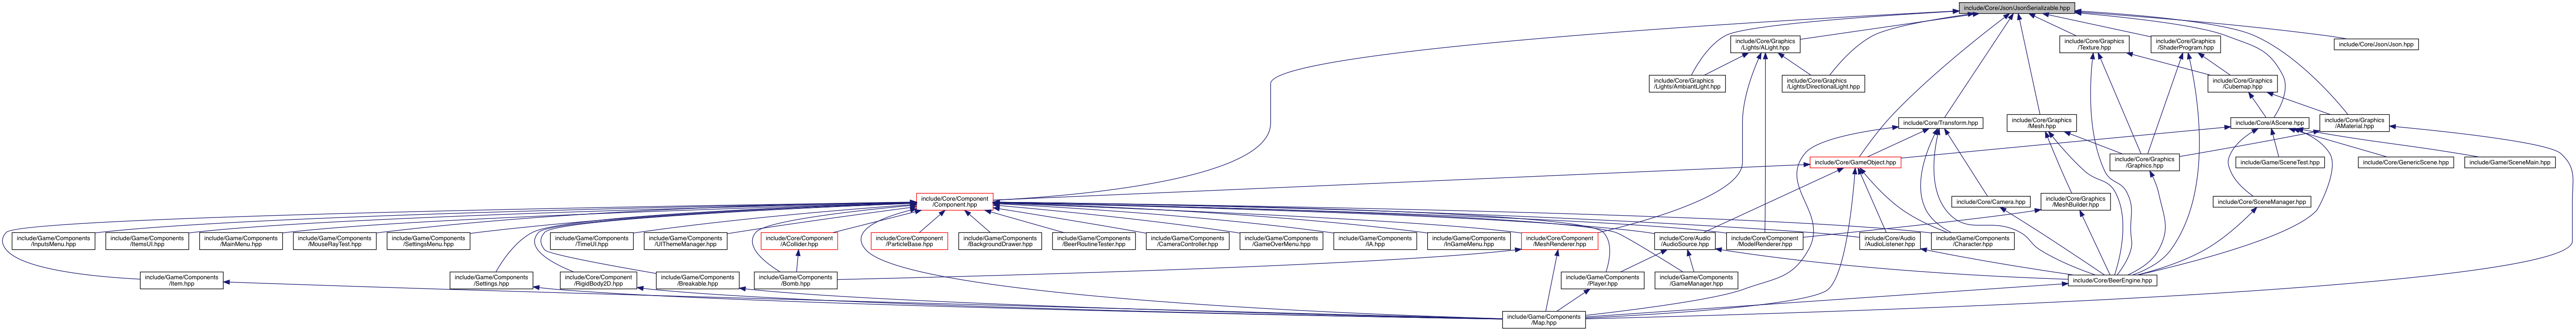 include/Core/Json/JsonSerializable.hpp
include/Core/Graphics
/Lights/ALight.hpp
include/Core/Graphics
/Texture.hpp
include/Core/Graphics
/ShaderProgram.hpp
include/Core/Json/Json.hpp
include/Core/Graphics
/Lights/AmbiantLight.hpp
include/Core/Graphics
/Lights/DirectionalLight.hpp
include/Core/Graphics
/Cubemap.hpp
include/Core/Transform.hpp
include/Core/Graphics
/Mesh.hpp
include/Core/AScene.hpp
include/Core/Graphics
/AMaterial.hpp
include/Core/GameObject.hpp
include/Core/Graphics
/Graphics.hpp
include/Game/SceneTest.hpp
include/Core/GenericScene.hpp
include/Game/SceneMain.hpp
include/Core/Component
/Component.hpp
include/Core/Camera.hpp
include/Core/Graphics
/MeshBuilder.hpp
include/Core/SceneManager.hpp
include/Game/Components
/InputsMenu.hpp
include/Game/Components
/ItemsUI.hpp
include/Game/Components
/MainMenu.hpp
include/Game/Components
/MouseRayTest.hpp
include/Game/Components
/SettingsMenu.hpp
include/Game/Components
/TimeUI.hpp
include/Game/Components
/UIThemeManager.hpp
include/Core/Component
/ACollider.hpp
include/Core/Component
/ParticleBase.hpp
include/Game/Components
/BackgroundDrawer.hpp
include/Game/Components
/BeerRoutineTester.hpp
include/Game/Components
/CameraController.hpp
include/Game/Components
/GameOverMenu.hpp
include/Game/Components
/IA.hpp
include/Game/Components
/InGameMenu.hpp
include/Core/Component
/MeshRenderer.hpp
include/Core/Audio
/AudioSource.hpp
include/Core/Component
/ModelRenderer.hpp
include/Core/Audio
/AudioListener.hpp
include/Game/Components
/Character.hpp
include/Game/Components
/Item.hpp
include/Game/Components
/Settings.hpp
include/Core/Component
/RigidBody2D.hpp
include/Game/Components
/Breakable.hpp
include/Game/Components
/Bomb.hpp
include/Game/Components
/Player.hpp
include/Game/Components
/GameManager.hpp
include/Core/BeerEngine.hpp
include/Game/Components
/Map.hpp